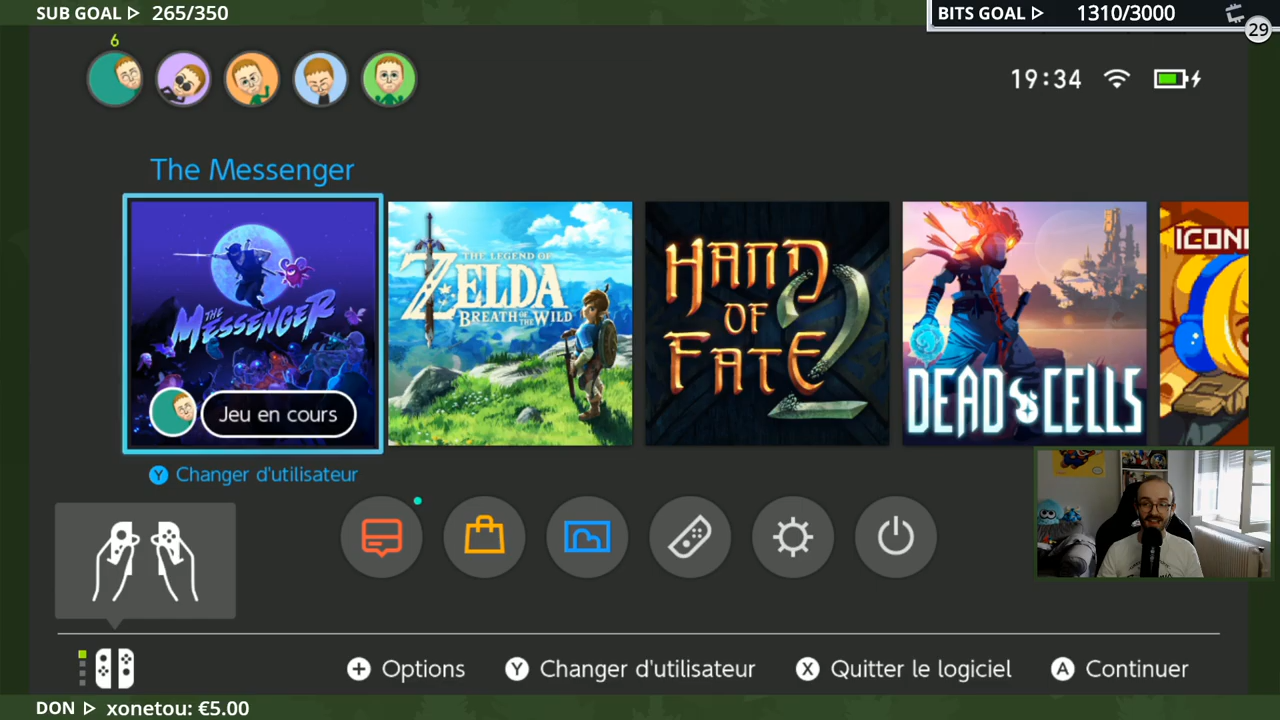 SUB GOAL ▷ 265/350
BITS GOAL ▷ 1310/3000
29
6
19:34
The Messenger
THE MESSENGER
Jeu en cours
THE LEGEND OF
ZELDA
BREATH OF THE WILD
HAND
OF
FATE
2
DEAD CELLS
ICONI
Y Changer d'utilisateur
+ Options
Y Changer d'utilisateur
X Quitter le logiciel
A Continuer
DON ▷ xonetou: €5.00